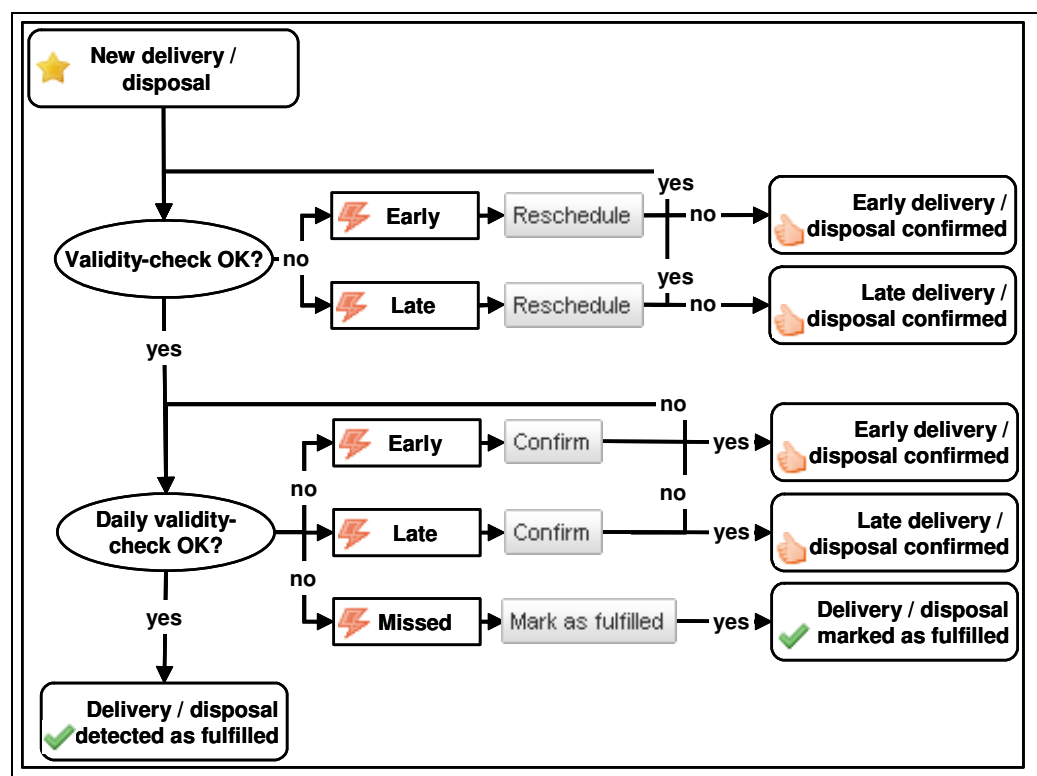 New delivery /
disposal
yes
Early
Reschedule
no
Early delivery /
disposal confirmed
Validity-check OK?
no
yes
Late
Reschedule
no
Late delivery /
disposal confirmed
yes
no
Early
Confirm
yes
Early delivery /
disposal confirmed
no
no
Daily validity-
check OK?
Late
Confirm
yes
Late delivery /
disposal confirmed
no
yes
Missed
Mark as fulfilled
yes
Delivery / disposal
marked as fulfilled
Delivery / disposal
detected as fulfilled